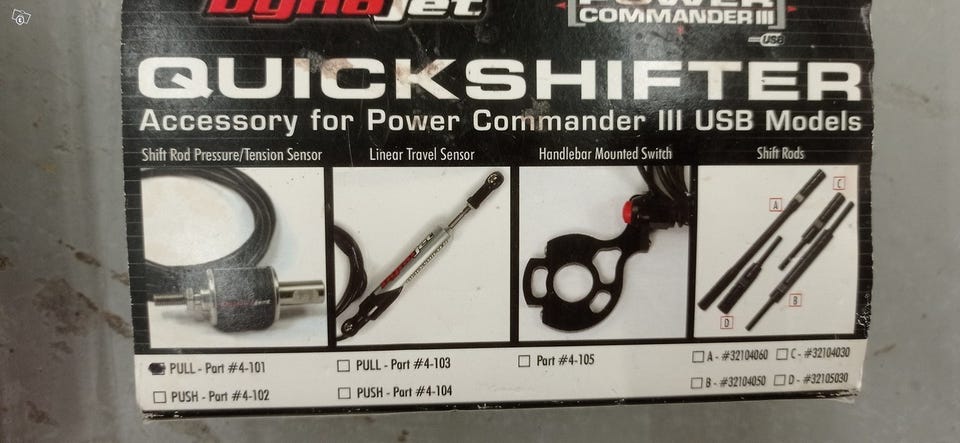 Dynojet
POWER
COMMANDER III
USB
QUICKSHIFTER
Accessory for Power Commander III USB Models
Shift Rod Pressure/Tension Sensor
Linear Travel Sensor
Handlebar Mounted Switch
Shift Rods
A
C
B
D
PULL - Part #4-101
PUSH - Part #4-102
PULL - Part #4-103
PUSH - Part #4-104
Part #4-105
A - #32104060
C - #32104030
B - #32104050
D - #32105030